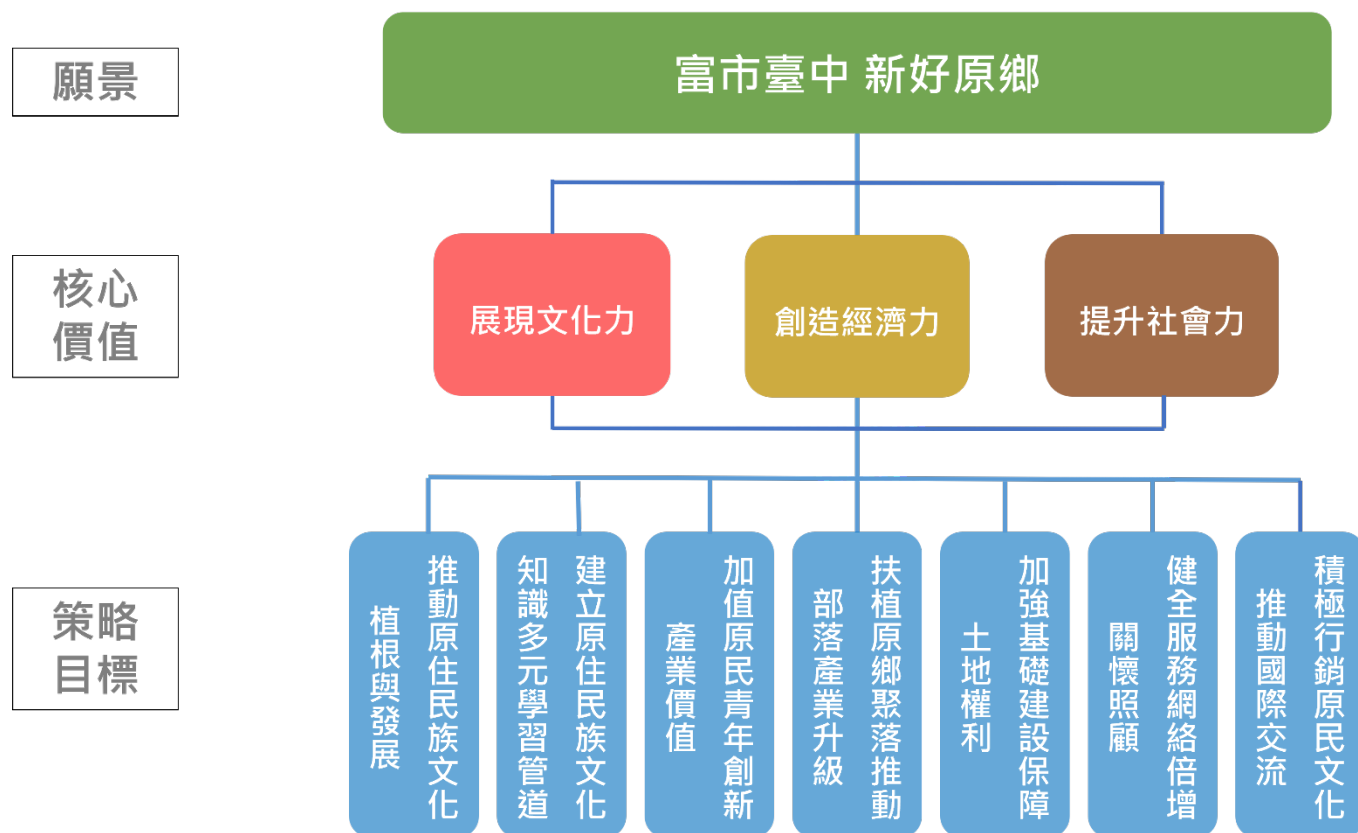 願景
富市臺中 新好原鄉
核心
價值
展現文化力
創造經濟力
提升社會力
策略
目標
推動原住民族文化
植根與發展
建立原住民族文化
知識多元學習管道
加值原民青年創新
產業價值
扶植原鄉聚落推動
部落產業升級
加強基礎建設保障
土地權利
健全服務網絡倍增
關懷照顧
積極行銷原民文化
推動國際交流